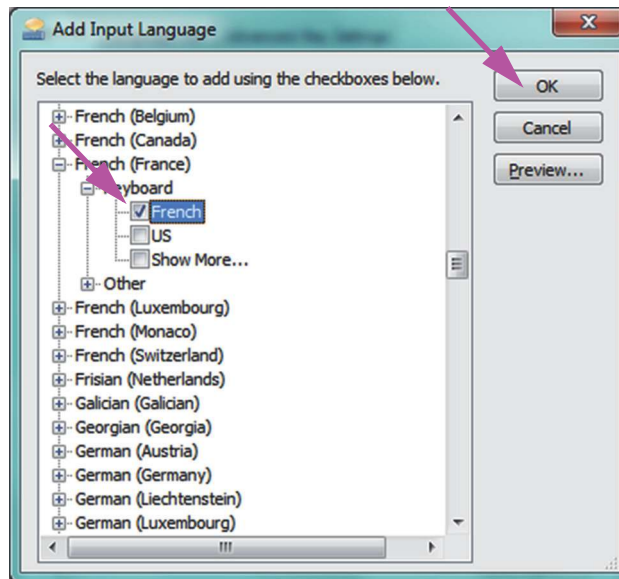 Add Input Language
Select the language to add using the checkboxes below.
French (Belgium)
French (Canada)
French (France)
Keyboard
French
US
Show More...
Other
French (Luxembourg)
French (Monaco)
French (Switzerland)
Frisian (Netherlands)
Galician (Galician)
Georgian (Georgia)
German (Austria)
German (Germany)
German (Liechtenstein)
German (Luxembourg)
OK
Cancel
Preview...